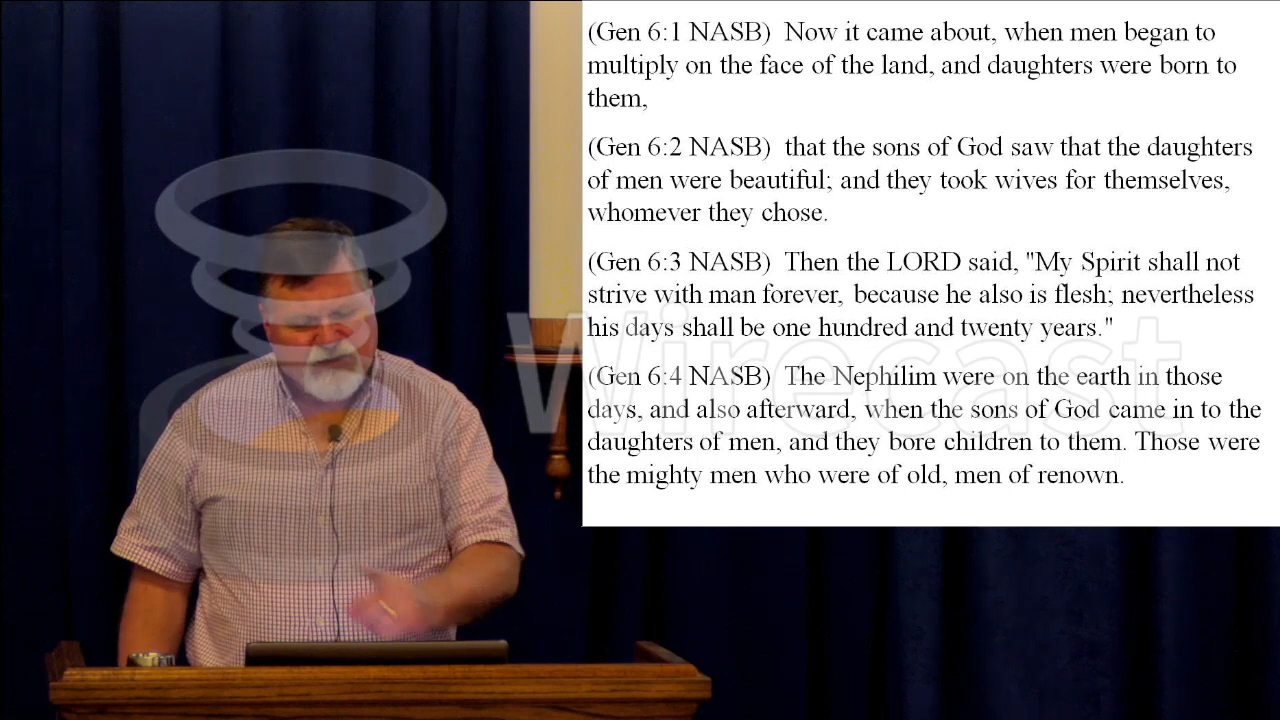 (Gen 6:1 NASB)  Now it came about, when men began to
multiply on the face of the land, and daughters were born to
them,
(Gen 6:2 NASB)  that the sons of God saw that the daughters
of men were beautiful; and they took wives for themselves,
whomever they chose.
(Gen 6:3 NASB)  Then the LORD said, "My Spirit shall not
strive with man forever, because he also is flesh; nevertheless
his days shall be one hundred and twenty years."
(Gen 6:4 NASB)  The Nephilim were on the earth in those
days, and also afterward, when the sons of God came in to the
daughters of men, and they bore children to them. Those were
the mighty men who were of old, men of renown.
Wirecast